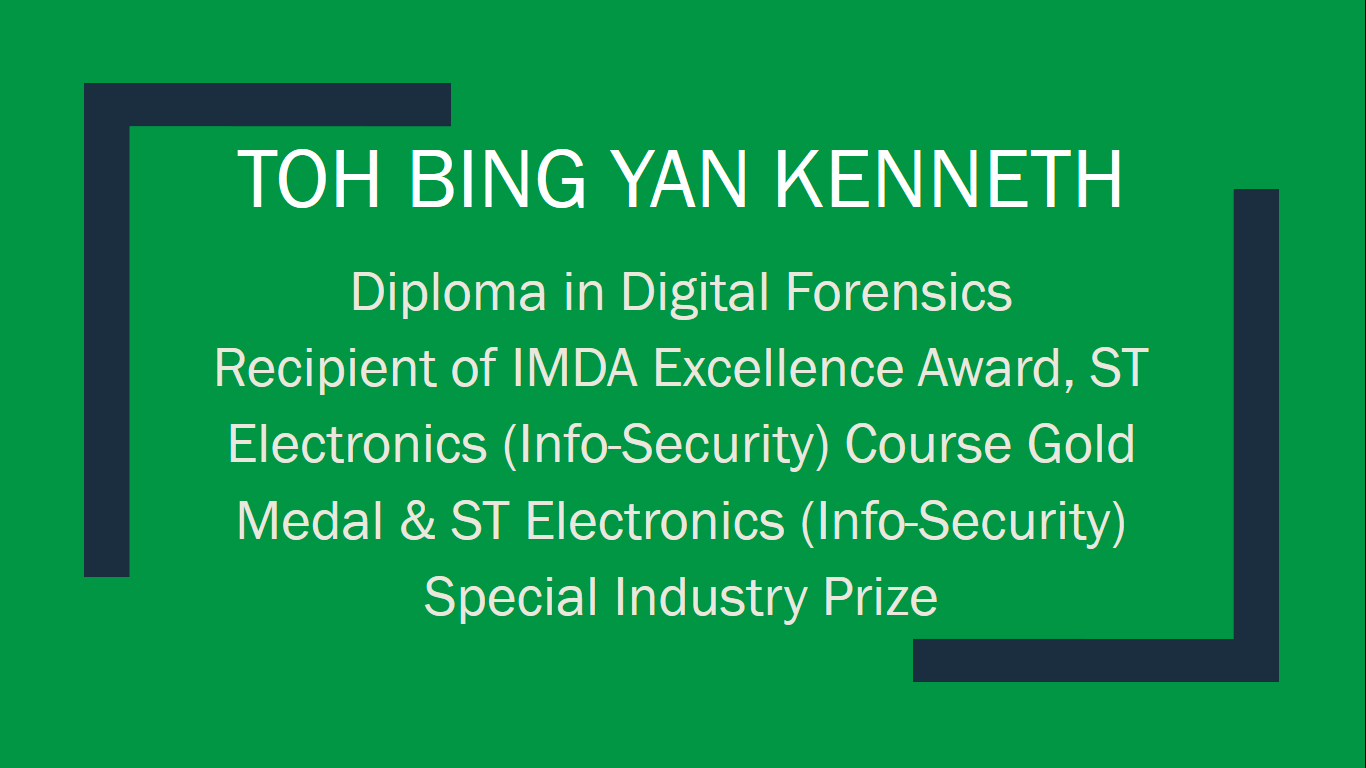 TOH BING YAN KENNETH
Diploma in Digital Forensics
Recipient of IMDA Excellence Award, ST
Electronics (Info-Security) Course Gold
Medal & ST Electronics (Info-Security)
Special Industry Prize